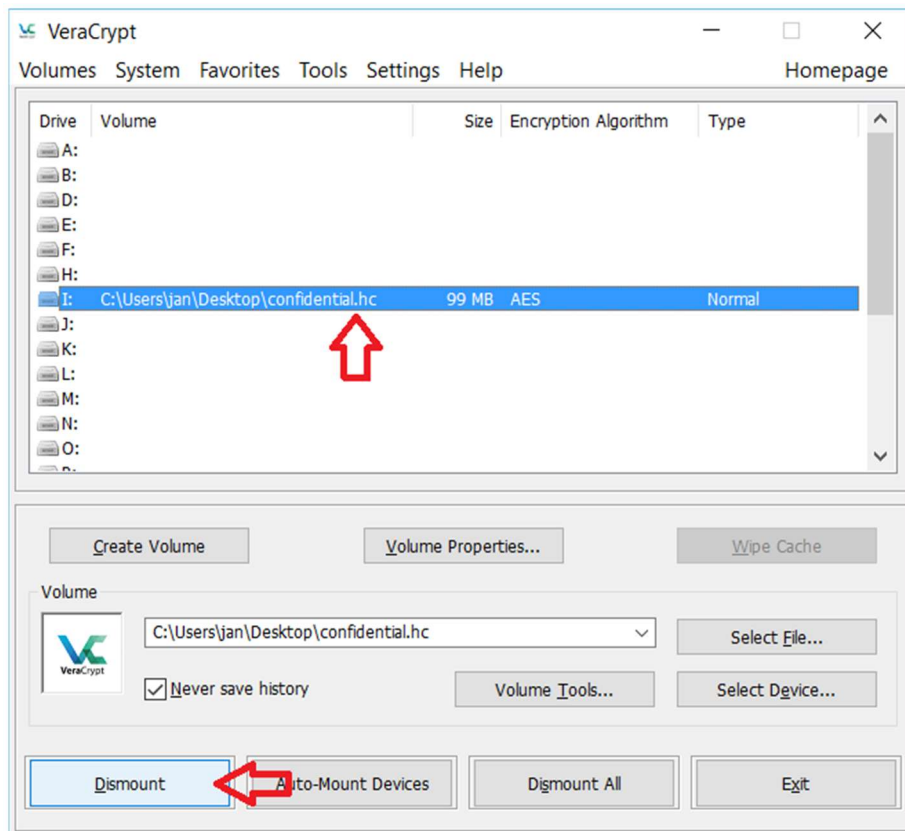 VeraCrypt
Volumes System Favorites Tools Settings Help Homepage
Drive Volume Size Encryption Algorithm Type
A:
B:
D:
E:
F:
H:
I: C:\Users\jan\Desktop\confidential.hc 99 MB AES Normal
J:
K:
L:
M:
N:
O:
Create Volume Volume Properties... Wipe Cache
Volume
VeraCrypt
C:\Users\jan\Desktop\confidential.hc
Select File...
Never save history
Volume Tools... Select Device...
Dismount Auto-Mount Devices Dismount All Exit